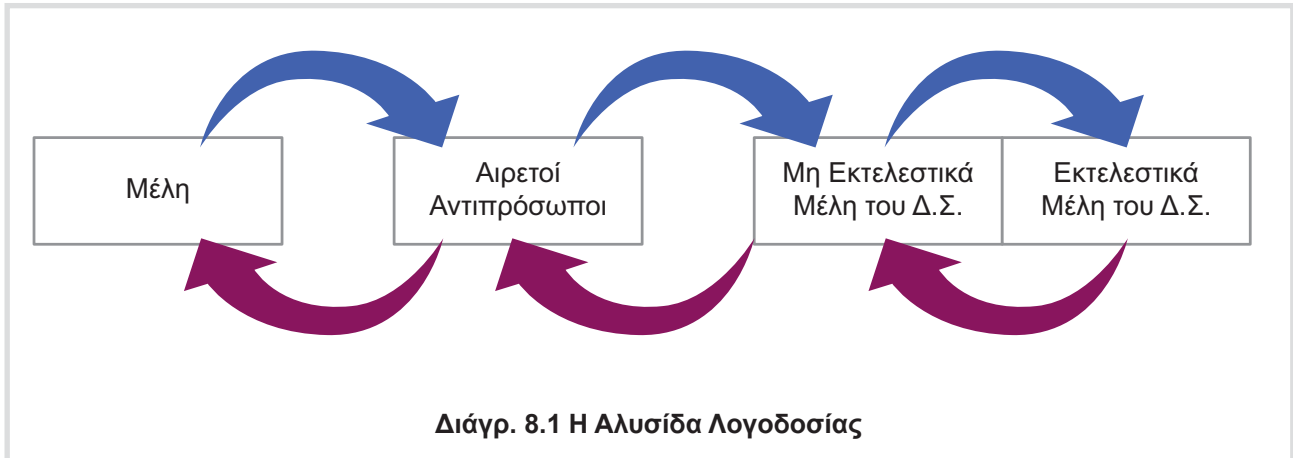 Μέλη
Αιρετοί
Αντιπρόσωποι
Μη Εκτελεστικά
Μέλη του Δ.Σ.
Εκτελεστικά
Μέλη του Δ.Σ.
Διάγρ. 8.1 Η Αλυσίδα Λογοδοσίας